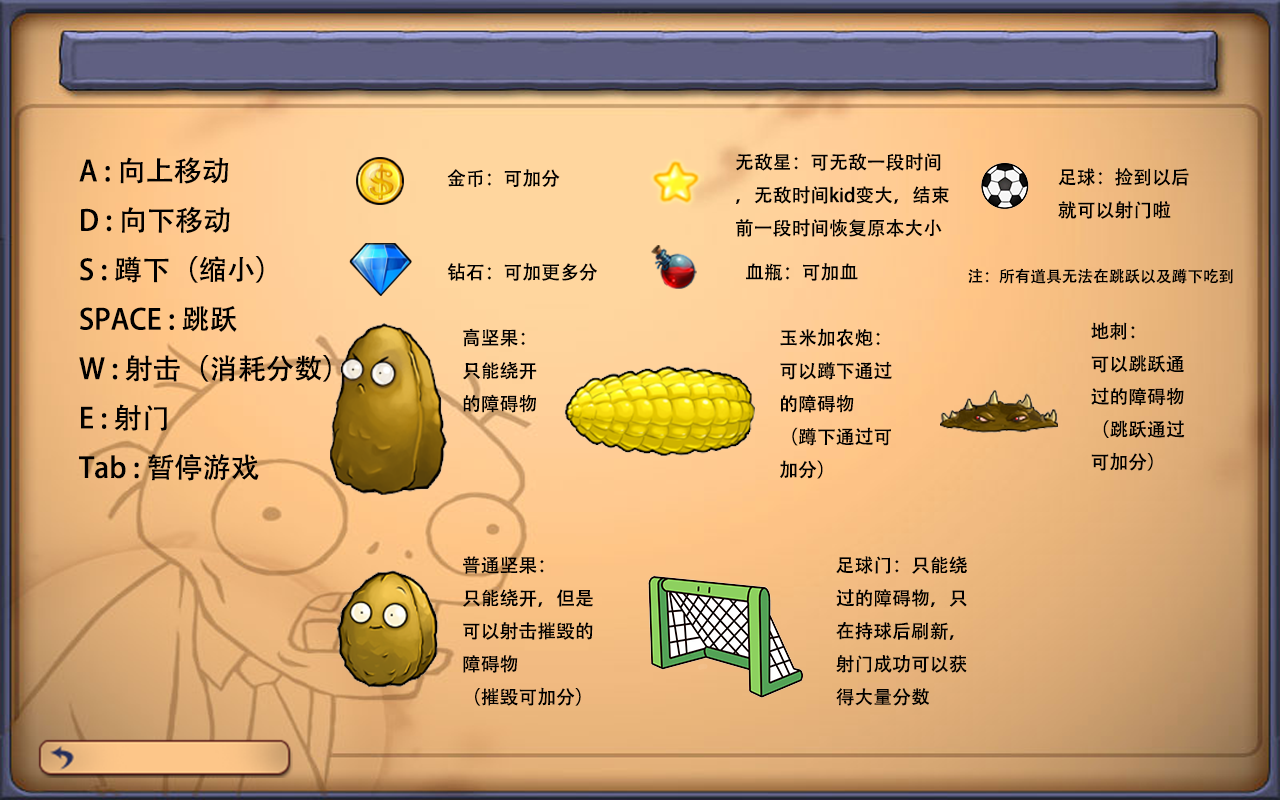 A : 向上移动
D : 向下移动
S : 蹲下（缩小）
SPACE : 跳跃
W : 射击（消耗分数）
E : 射门
Tab : 暂停游戏
金币：可加分
无敌星：可无敌一段时间
，无敌时间kid变大，结束
前一段时间恢复原本大小
足球：捡到以后
就可以射门啦
钻石：可加更多分
血瓶：可加血
注：所有道具无法在跳跃以及蹲下吃到
高坚果：
只能绕开
的障碍物
玉米加农炮：
可以蹲下通过
的障碍物
（蹲下通过可
加分）
地刺：
可以跳跃通
过的障碍物
（跳跃通过
可加分）
普通坚果：
只能绕开，但是
可以射击摧毁的
障碍物
（摧毁可加分）
足球门：只能绕
过的障碍物，只
在持球后刷新，
射门成功可以获
得大量分数